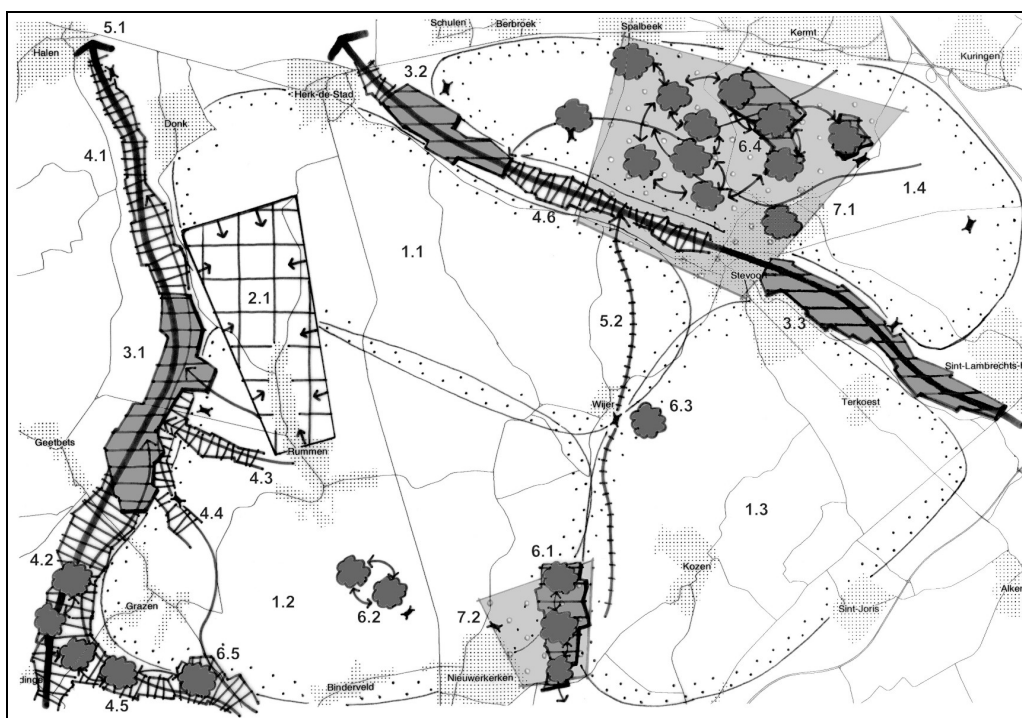 5.1
Schulen
Berbroek
Spalbeek
Kermt
Halen
Kuringen
3.2
Herk-de-Stad
Donk
6.4
4.1
1.4
4.6
7.1
1.1
Stevoort
2.1
5.2
3.3
3.1
Sint-Lambrechts-
Wijer
6.3
Terkoest
Geetbets
Rummen
4.3
4.4
1.3
4.2
6.1
Kozen
Grazen
1.2
6.2
7.2
Sint-Joris
Alken
6.5
Nieuwerkerken
Binderveld
4.5